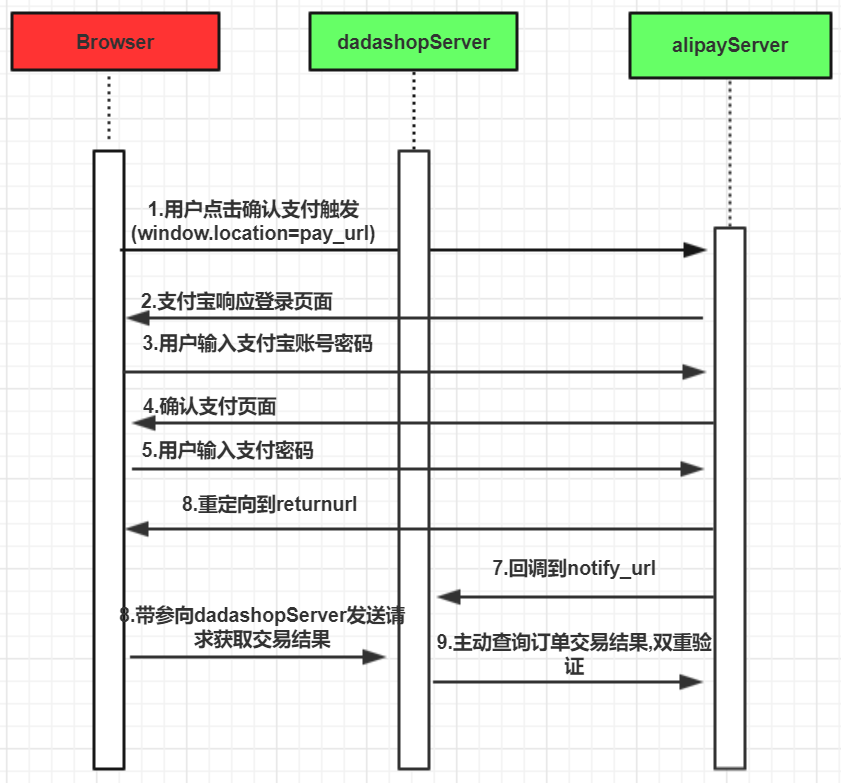 Browser
dadashopServer
alipayServer
1.用户点击确认支付触发
(window.location=pay_url)
2.支付宝响应登录页面
3.用户输入支付宝账号密码
4.确认支付页面
5.用户输入支付密码
8.重定向到returnurl
7.回调到notify_url
8.带参向dadashopServer发送请
求获取交易结果
9.主动查询订单交易结果,双重验
证